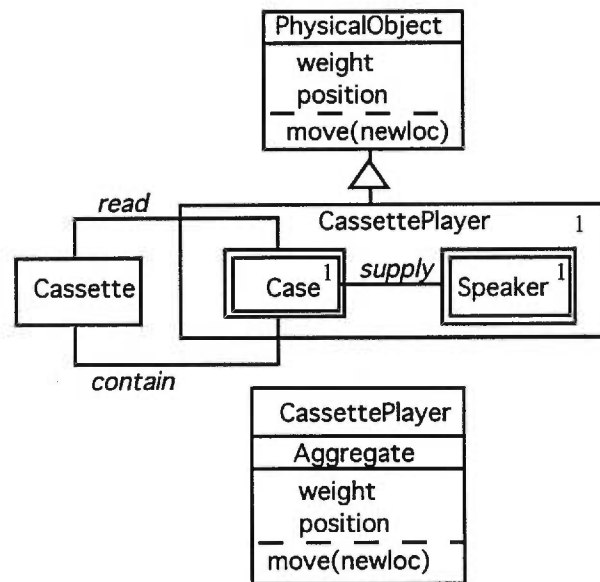 PhysicalObject
weight
position
move(newloc)
read
CassettePlayer 1
Cassette
Case 1
supply
Speaker 1
contain
CassettePlayer
Aggregate
weight
position
move(newloc)